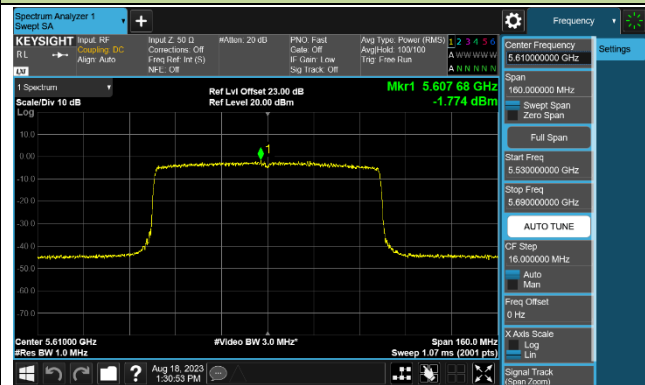 Spectrum Analyzer 1
Swept SA
Frequency
KEYSIGHT
Input: RF
Input Z: 50 Ω
#Atten: 20 dB
PNO: Fast
Avg Type: Power (RMS)
1 2 3 4 5 6
RL
Coupling: DC
Corrections: Off
Gate: Off
Avg|Hold: 100/100
A W W W W W
Align: Auto
Freq Ref: Int (S)
IF Gain: Low
Trig: Free Run
A N N N N N
LXI
NFE: Off
Sig Track: Off
1 Spectrum
Ref Lvl Offset 23.00 dB
Mkr1 5.607 68 GHz
Scale/Div 10 dB
Ref Level 20.00 dBm
-1.774 dBm
Log
10.0
0.00
-10.0
-20.0
-30.0
-40.0
-50.0
-60.0
-70.0
1
Center 5.61000 GHz
#Video BW 3.0 MHz*
Span 160.0 MHz
#Res BW 1.0 MHz
Sweep 1.07 ms (2001 pts)
Aug 18, 2023
1:30:53 PM
Center Frequency
5.610000000 GHz
Settings
Span
160.000000 MHz
Swept Span
Zero Span
Full Span
Start Freq
5.530000000 GHz
Stop Freq
5.690000000 GHz
AUTO TUNE
CF Step
16.000000 MHz
Auto
Man
Freq Offset
0 Hz
X Axis Scale
Log
Lin
Signal Track
(Span Zoom)